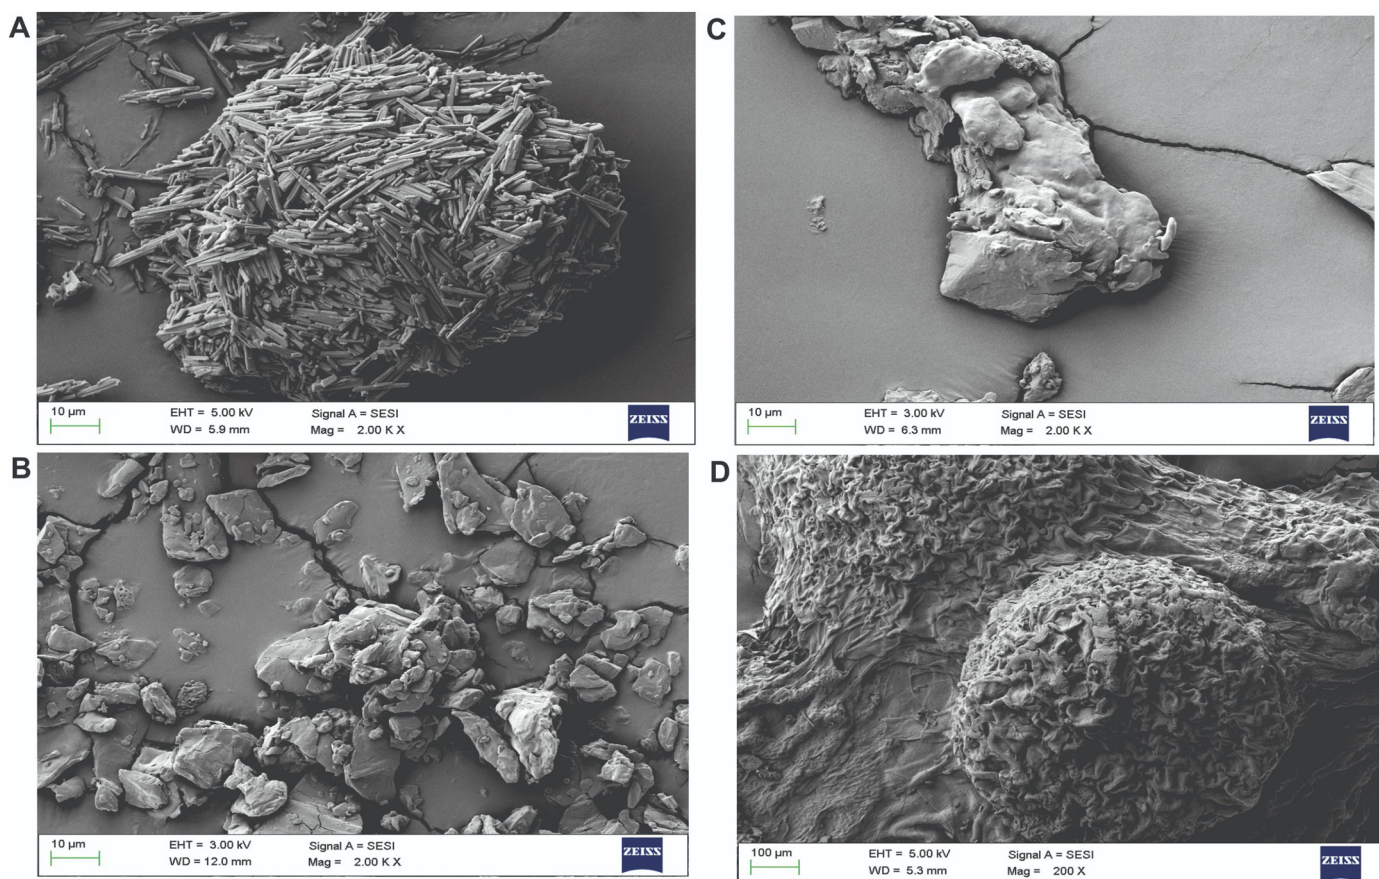 A
10 µm
EHT = 5.00 kV
WD = 5.9 mm
Signal A = SESI
Mag = 2.00 K X
ZEISS
C
10 µm
EHT = 3.00 kV
WD = 6.3 mm
Signal A = SESI
Mag = 2.00 K X
ZEISS
B
10 µm
EHT = 3.00 kV
WD = 12.0 mm
Signal A = SESI
Mag = 2.00 K X
ZEISS
D
100 µm
EHT = 5.00 kV
WD = 5.3 mm
Signal A = SESI
Mag = 200 X
ZEISS